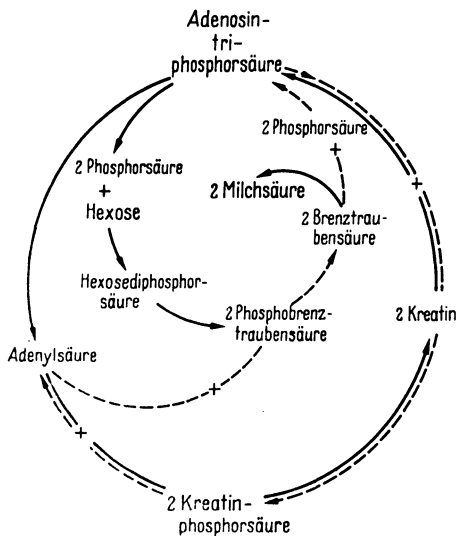 Adenosin-
tri-
phosphorsäure
2 Phosphorsäure
+
2 Phosphorsäure
+
Hexose
2 Milchsäure
2 Brenztrau-
bensäure
+
Hexosediphosphor-
säure
2 Phosphobrenz-
traubensäure
2 Kreatin
Adenylsäure
+
+
2 Kreatin-
phosphorsäure